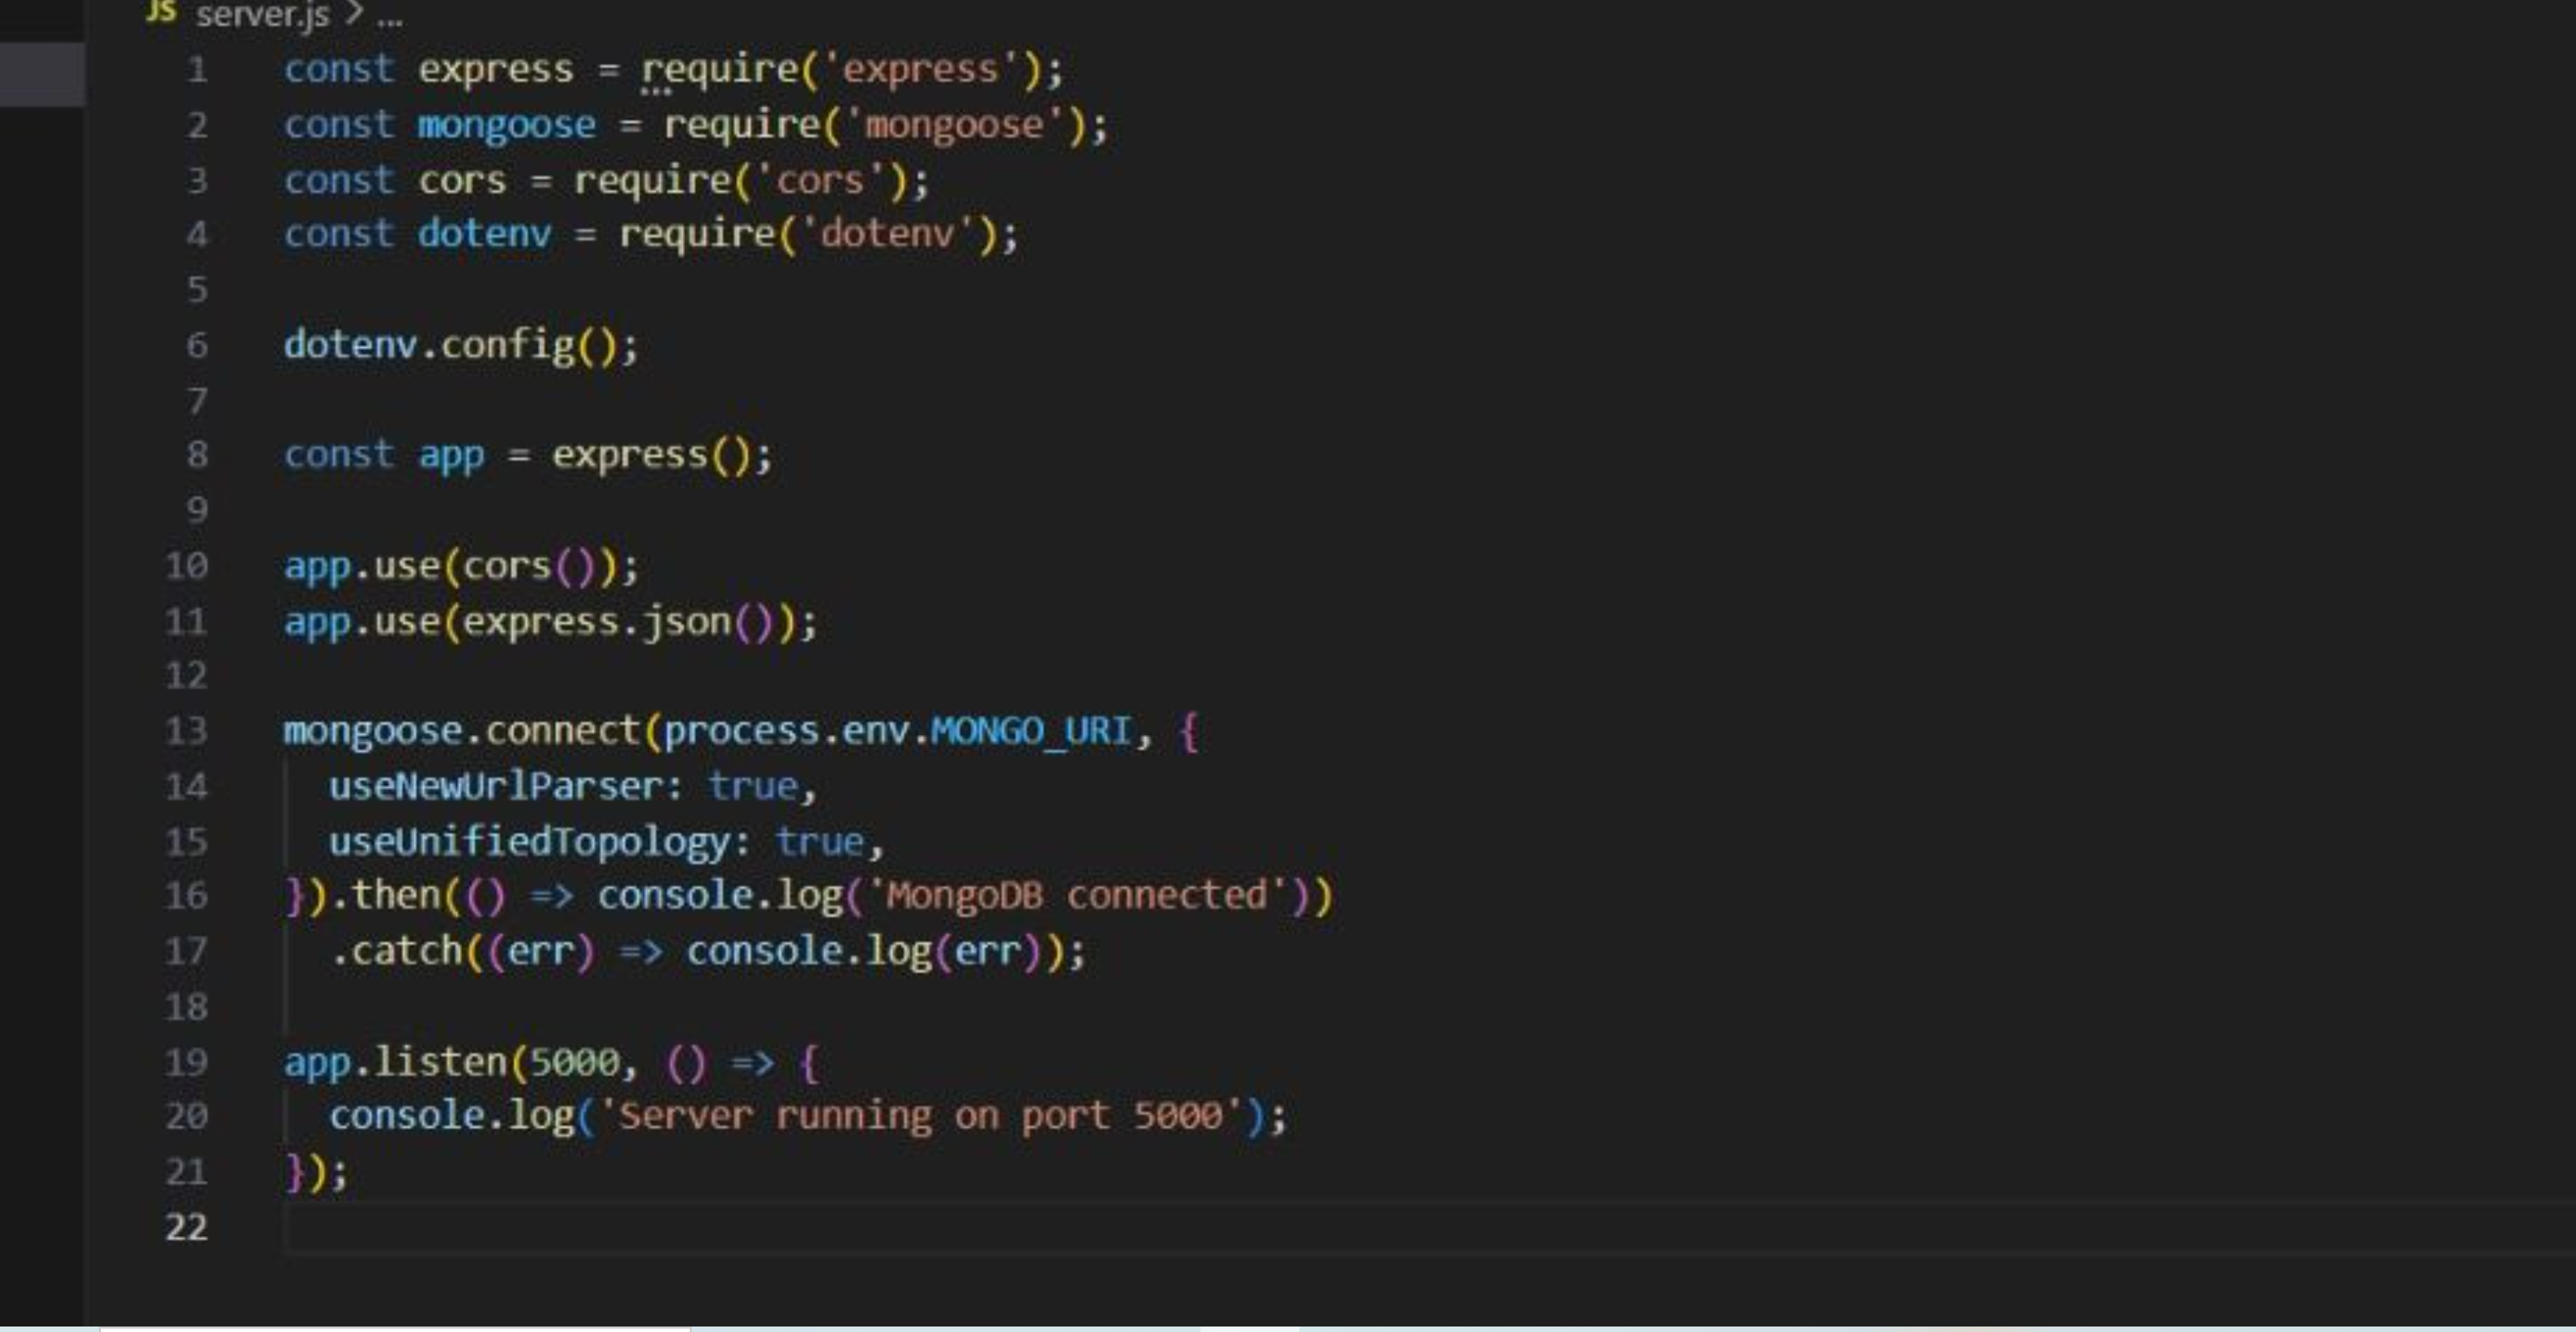 JS server.js > ...
1 const express = require('express');
2 const mongoose = require('mongoose');
3 const cors = require('cors');
4 const dotenv = require('dotenv');
5
6 dotenv.config();
7
8 const app = express();
9
10 app.use(cors());
11 app.use(express.json());
12
13 mongoose.connect(process.env.MONGO_URI, {
14   useNewUrlParser: true,
15   useUnifiedTopology: true,
16 }).then(() => console.log('MongoDB connected'))
17   .catch((err) => console.log(err));
18
19 app.listen(5000, () => {
20   console.log('Server running on port 5000');
21 });
22